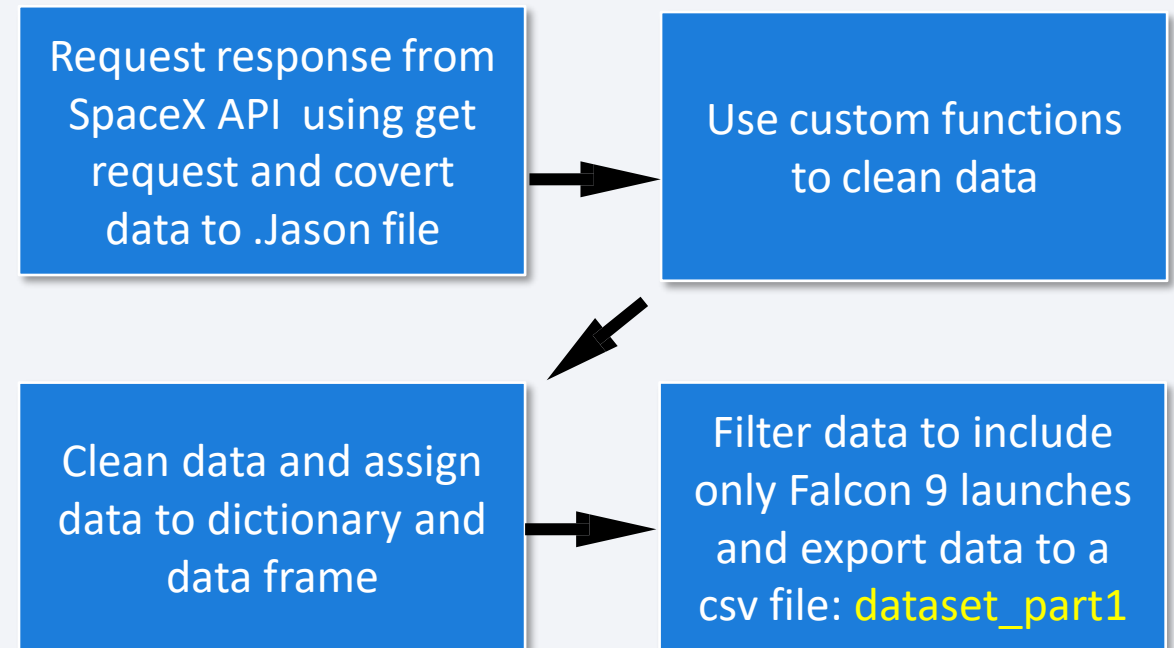 Request response from
SpaceX API  using get
request and covert
data to .Jason file
Use custom functions
to clean data
Clean data and assign
data to dictionary and
data frame
Filter data to include
only Falcon 9 launches
and export data to a
csv file: dataset_part1